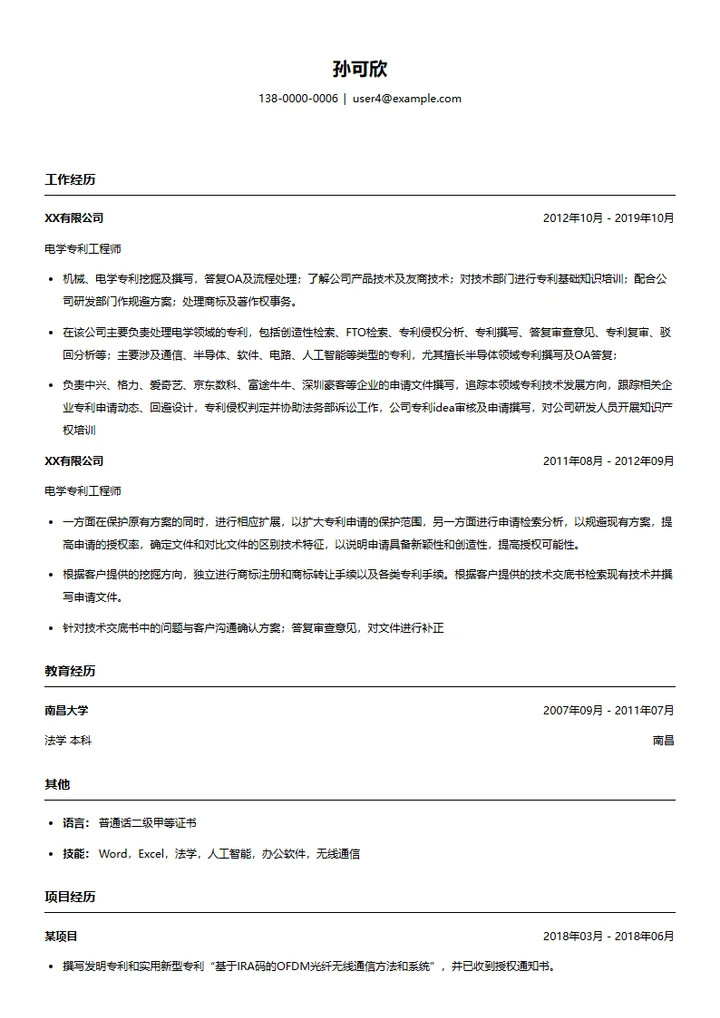 孙可欣
138-0000-0006 | user4@example.com
工作经历
XX有限公司 2012年10月 - 2019年10月
电学专利工程师
• 机械、电学专利挖掘及撰写，答复OA及流程处理；了解公司产品技术及友商技术；对技术部门进行专利基础知识培训；配合公
司研发部门作规避方案；处理商标及著作权事务。
• 在该公司主要负责处理电学领域的专利，包括创造性检索、FTO检索、专利侵权分析、专利撰写、答复审查意见、专利复审、驳
回分析等；主要涉及通信、半导体、软件、电路、人工智能等类型的专利，尤其擅长半导体领域专利撰写及OA答复；
• 负责中兴、格力、爱奇艺、京东数科、富途牛牛、深圳豪客等企业的申请文件撰写，追踪本领域专利技术发展方向，跟踪相关企
业专利申请动态、回避设计，专利侵权判定并协助法务部诉讼工作，公司专利idea审核及申请撰写，对公司研发人员开展知识产
权培训
XX有限公司 2011年08月 - 2012年09月
电学专利工程师
• 一方面在保护原有方案的同时，进行相应扩展，以扩大专利申请的保护范围，另一方面进行申请检索分析，以规避现有方案，提
高申请的授权率，确定文件和对比文件的区别技术特征，以说明申请具备新颖性和创造性，提高授权可能性。
• 根据客户提供的挖掘方向，独立进行商标注册和商标转让手续以及各类专利手续。根据客户提供的技术交底书检索现有技术并撰
写申请文件。
• 针对技术交底书中的问题与客户沟通确认方案；答复审查意见，对文件进行补正
教育经历
南昌大学 2007年09月 - 2011年07月
法学 本科 南昌
其他
• 语言： 普通话二级甲等证书
• 技能： Word，Excel，法学，人工智能，办公软件，无线通信
项目经历
某项目 2018年03月 - 2018年06月
• 撰写发明专利和实用新型专利“基于IRA码的OFDM光纤无线通信方法和系统”，并已收到授权通知书。